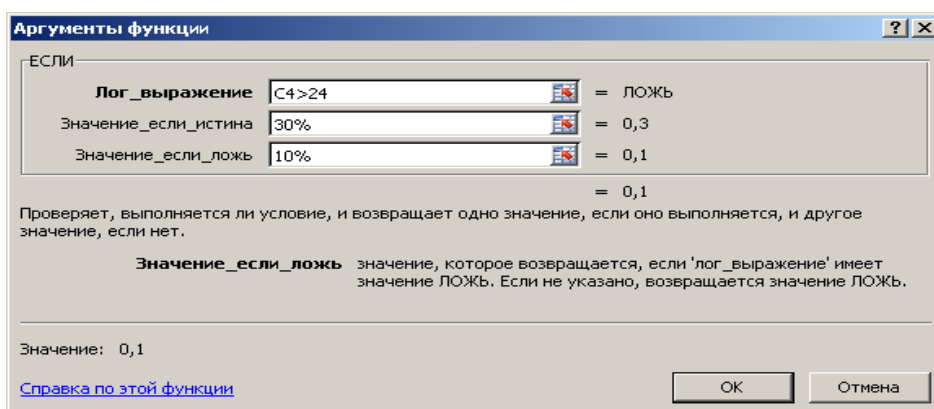 Аргументы функции
ЕСЛИ
Лог_выражение C4>24 = ЛОЖЬ
Значение_если_истина 30% = 0,3
Значение_если_ложь 10% = 0,1
= 0,1
Проверяет, выполняется ли условие, и возвращает одно значение, если оно выполняется, и другое
значение, если нет.
Значение_если_ложь значение, которое возвращается, если 'лог_выражение' имеет
значение ЛОЖЬ. Если не указано, возвращается значение ЛОЖЬ.
Значение: 0,1
Справка по этой функции OK Отмена